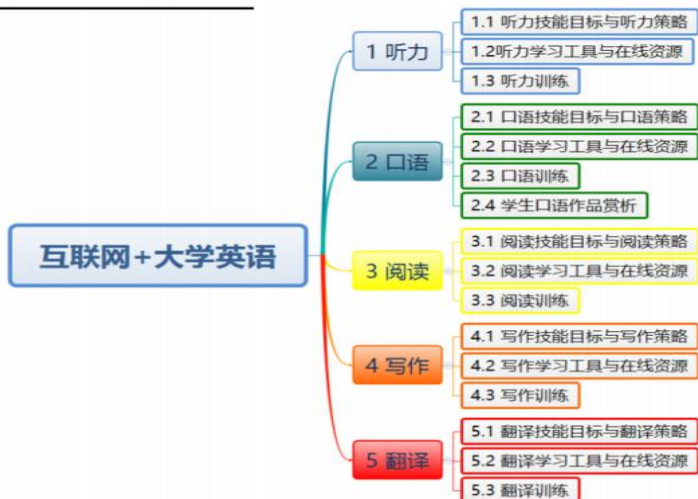 互联网+大学英语
1 听力
1.1 听力技能目标与听力策略
1.2听力学习工具与在线资源
1.3 听力训练
2 口语
2.1 口语技能目标与口语策略
2.2 口语学习工具与在线资源
2.3 口语训练
2.4 学生口语作品赏析
3 阅读
3.1 阅读技能目标与阅读策略
3.2 阅读学习工具与在线资源
3.3 阅读训练
4 写作
4.1 写作技能目标与写作策略
4.2 写作学习工具与在线资源
4.3 写作训练
5 翻译
5.1 翻译技能目标与翻译策略
5.2 翻译学习工具与在线资源
5.3 翻译训练